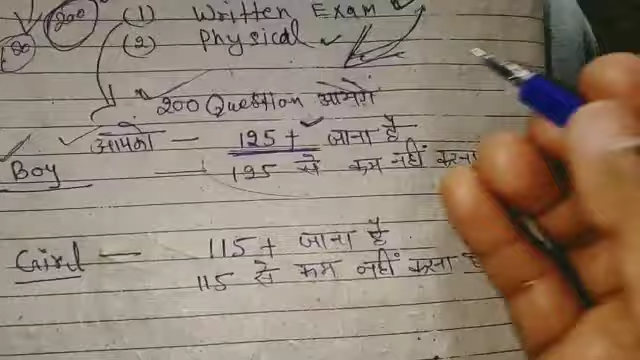 200 (1) Written Exam
(2) Physical
200 Question आयेगें
आपको — 125+ जाना है
Boy — 125 से कम नहीं करना
Girl — 115+ जाना है
115 से कम नहीं करना है